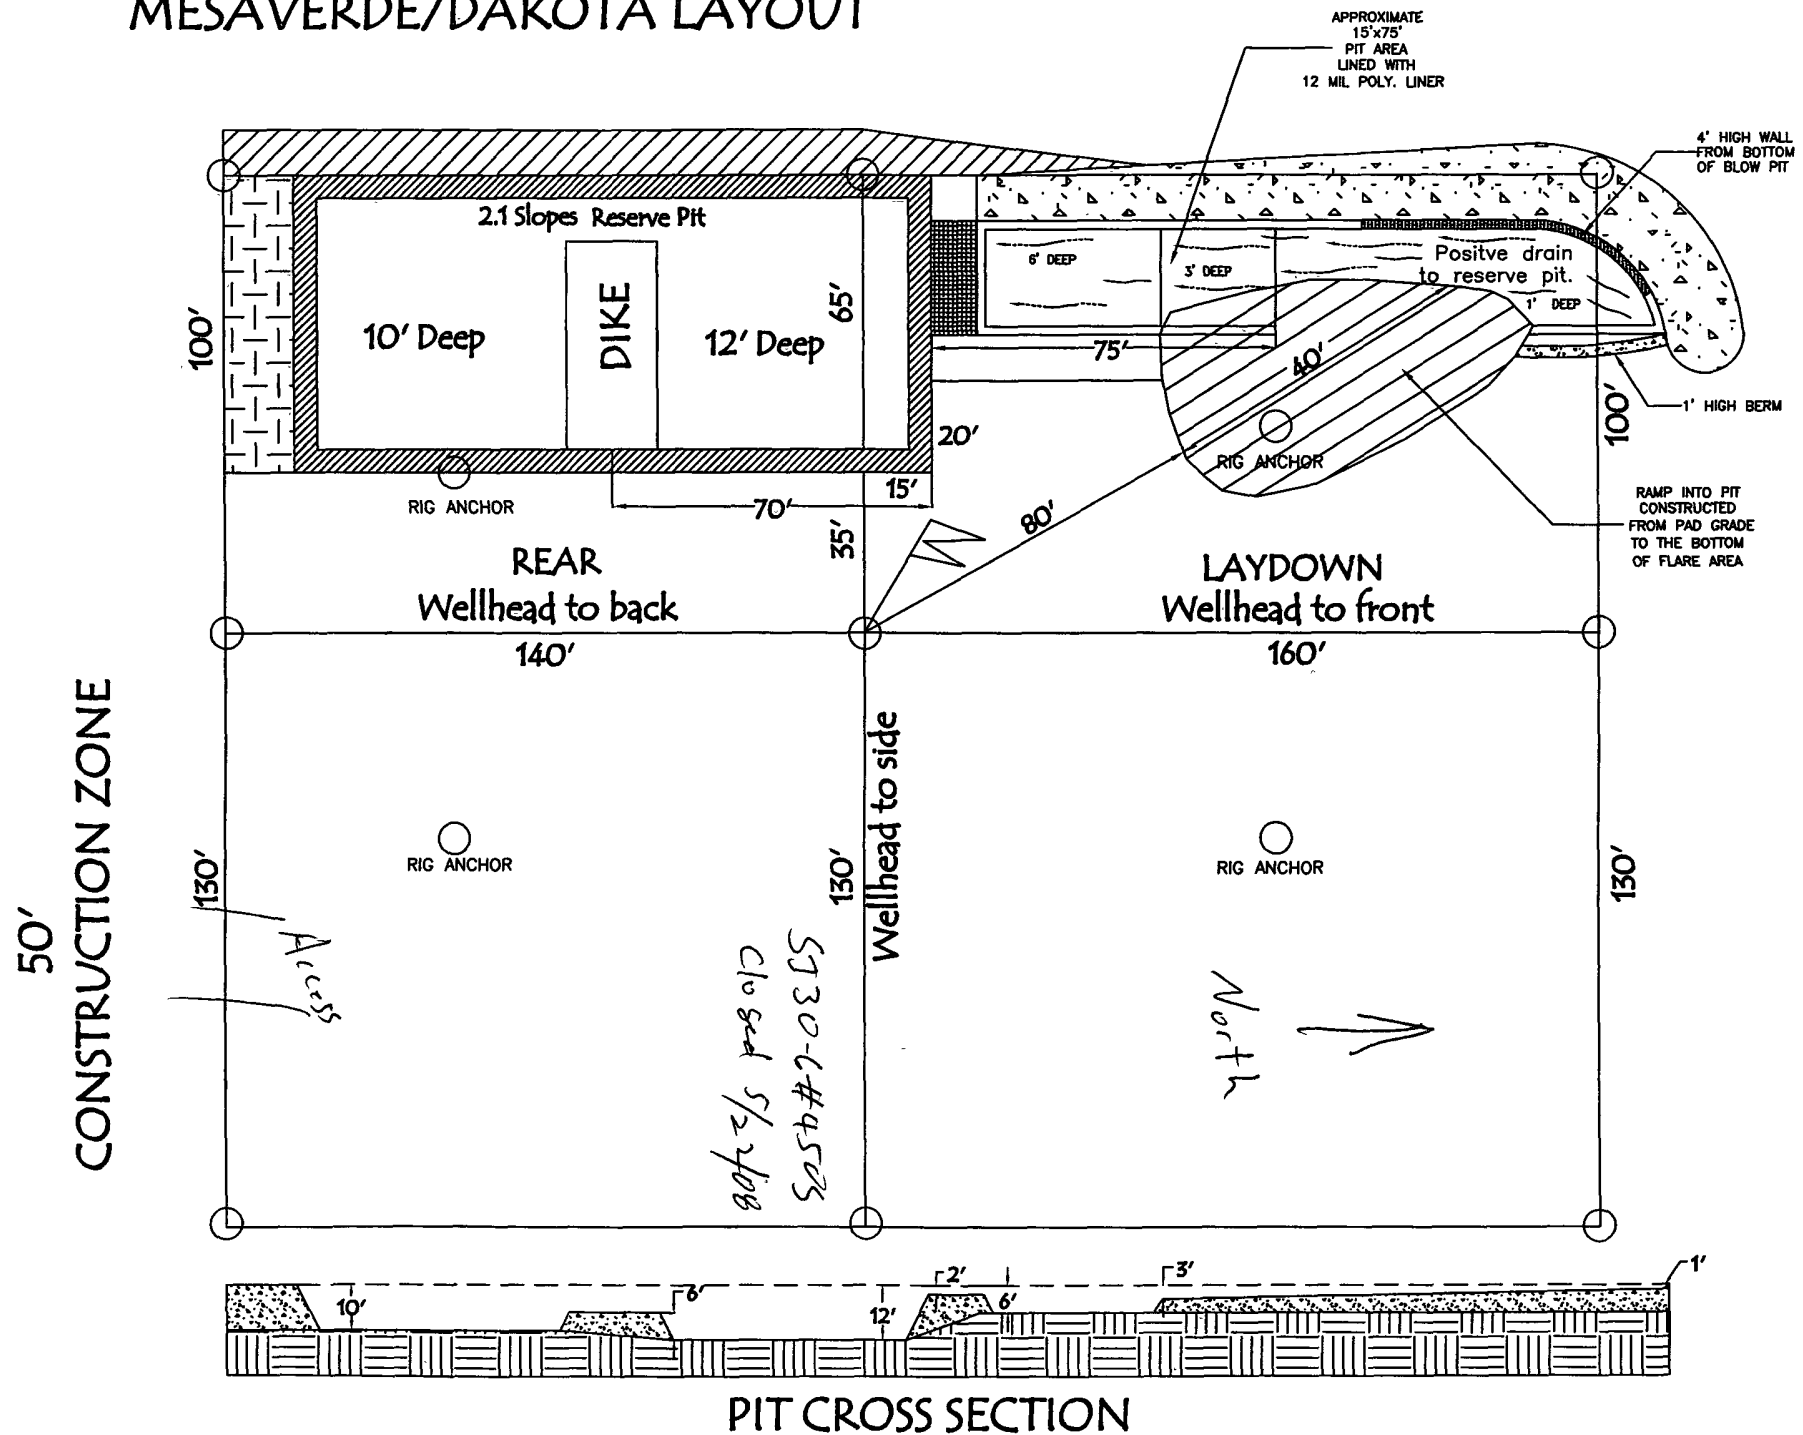 MESAVERDE/DAKOTA LAYOUT
APPROXIMATE
15'x75'
PIT AREA
LINED WITH
12 MIL POLY. LINER
4' HIGH WALL
FROM BOTTOM
OF BLOW PIT
2.1 Slopes Reserve Pit
6' DEEP
3' DEEP
Positve drain
to reserve pit.
1' DEEP
100'
10' Deep
DIKE
12' Deep
65'
75'
40'
1' HIGH BERM
100'
20'
RIG ANCHOR
RIG ANCHOR
15'
70'
35'
80'
RAMP INTO PIT
CONSTRUCTED
FROM PAD GRADE
TO THE BOTTOM
OF FLARE AREA
N
REAR
Wellhead to back
LAYDOWN
Wellhead to front
140'
160'
50'
CONSTRUCTION ZONE
130'
RIG ANCHOR
130'
Wellhead to side
RIG ANCHOR
130'
Access
SJ 30-6 #450S
Closed 5/22/08
North
10'
6'
12'
2'
6'
3'
1'
PIT CROSS SECTION